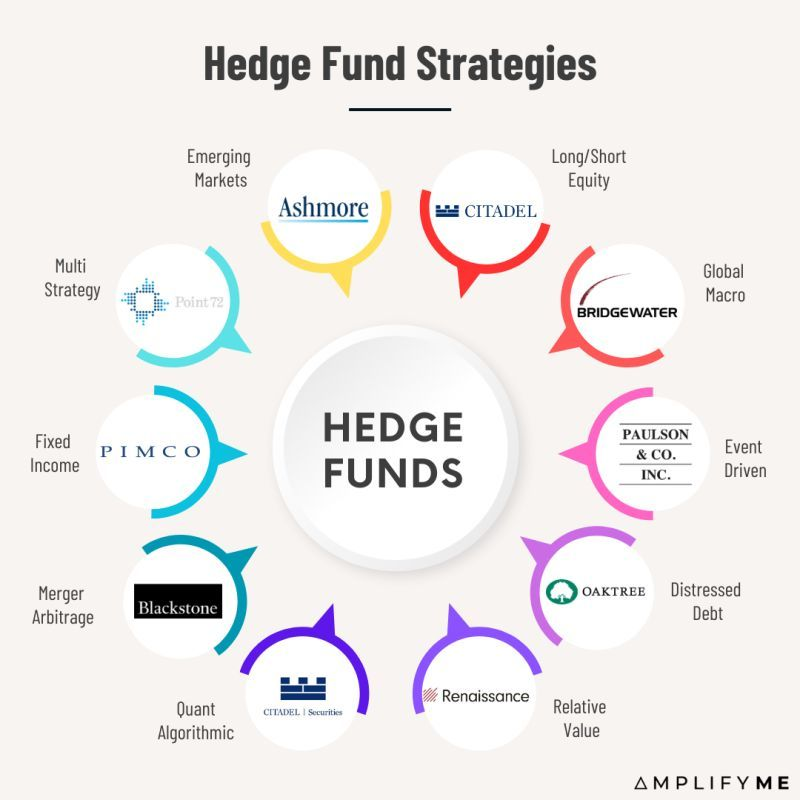 Hedge Fund Strategies
Emerging
Markets
Ashmore
Long/Short
Equity
CITADEL
Multi
Strategy
Point72
Global
Macro
BRIDGEWATER
Fixed
Income
PIMCO
HEDGE
FUNDS
PAULSON
& CO.
INC.
Event
Driven
Merger
Arbitrage
Blackstone
OAKTREE
Distressed
Debt
Quant
Algorithmic
CITADEL | Securities
Renaissance
Relative
Value
AMPLIFYME